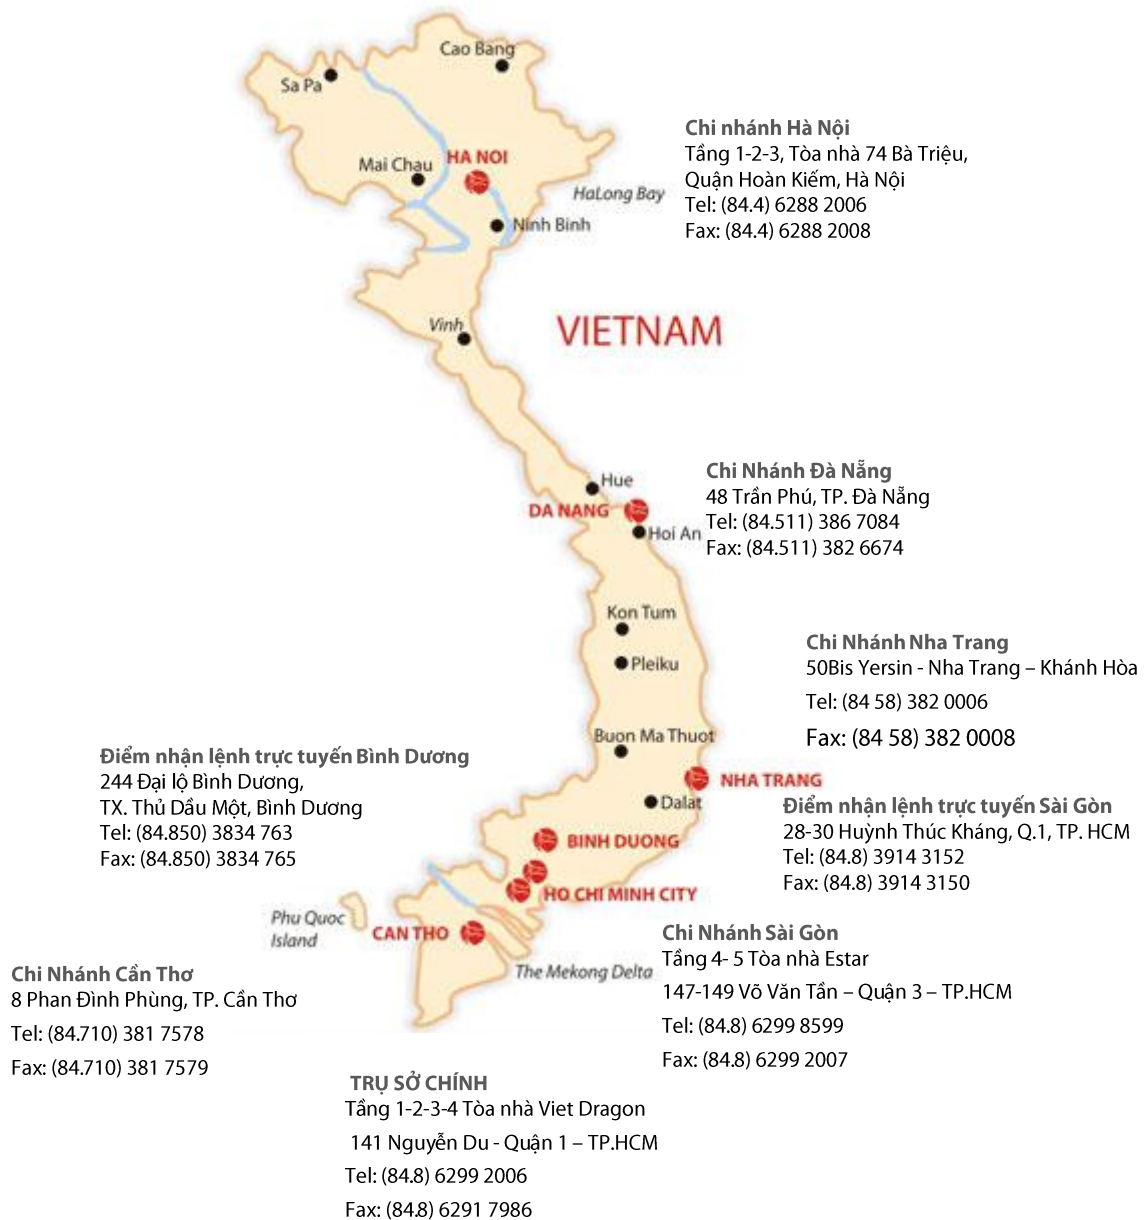 Cao Bang
Sa Pa
Chi nhánh Hà Nội
Tầng 1-2-3, Tòa nhà 74 Bà Triệu,
Quận Hoàn Kiếm, Hà Nội
Tel: (84.4) 6288 2006
Fax: (84.4) 6288 2008
HA NOI
Mai Chau
HaLong Bay
Ninh Binh
Vinh
VIETNAM
Chi Nhánh Đà Nẵng
48 Trần Phú, TP. Đà Nẵng
Tel: (84.511) 386 7084
Fax: (84.511) 382 6674
Hue
DA NANG
Hoi An
Kon Tum
Pleiku
Chi Nhánh Nha Trang
50Bis Yersin - Nha Trang – Khánh Hòa
Tel: (84 58) 382 0006
Fax: (84 58) 382 0008
Buon Ma Thuot
Điểm nhận lệnh trực tuyến Bình Dương
244 Đại lộ Bình Dương,
TX. Thủ Dầu Một, Bình Dương
Tel: (84.850) 3834 763
Fax: (84.850) 3834 765
NHA TRANG
Dalat
Điểm nhận lệnh trực tuyến Sài Gòn
28-30 Huỳnh Thúc Kháng, Q.1, TP. HCM
Tel: (84.8) 3914 3152
Fax: (84.8) 3914 3150
BINH DUONG
HO CHI MINH CITY
Phu Quoc
Island
CAN THO
The Mekong Delta
Chi Nhánh Sài Gòn
Tầng 4- 5 Tòa nhà Estar
147-149 Võ Văn Tần – Quận 3 – TP.HCM
Tel: (84.8) 6299 8599
Fax: (84.8) 6299 2007
Chi Nhánh Cần Thơ
8 Phan Đình Phùng, TP. Cần Thơ
Tel: (84.710) 381 7578
Fax: (84.710) 381 7579
TRỤ SỞ CHÍNH
Tầng 1-2-3-4 Tòa nhà Viet Dragon
141 Nguyễn Du - Quận 1 – TP.HCM
Tel: (84.8) 6299 2006
Fax: (84.8) 6291 7986